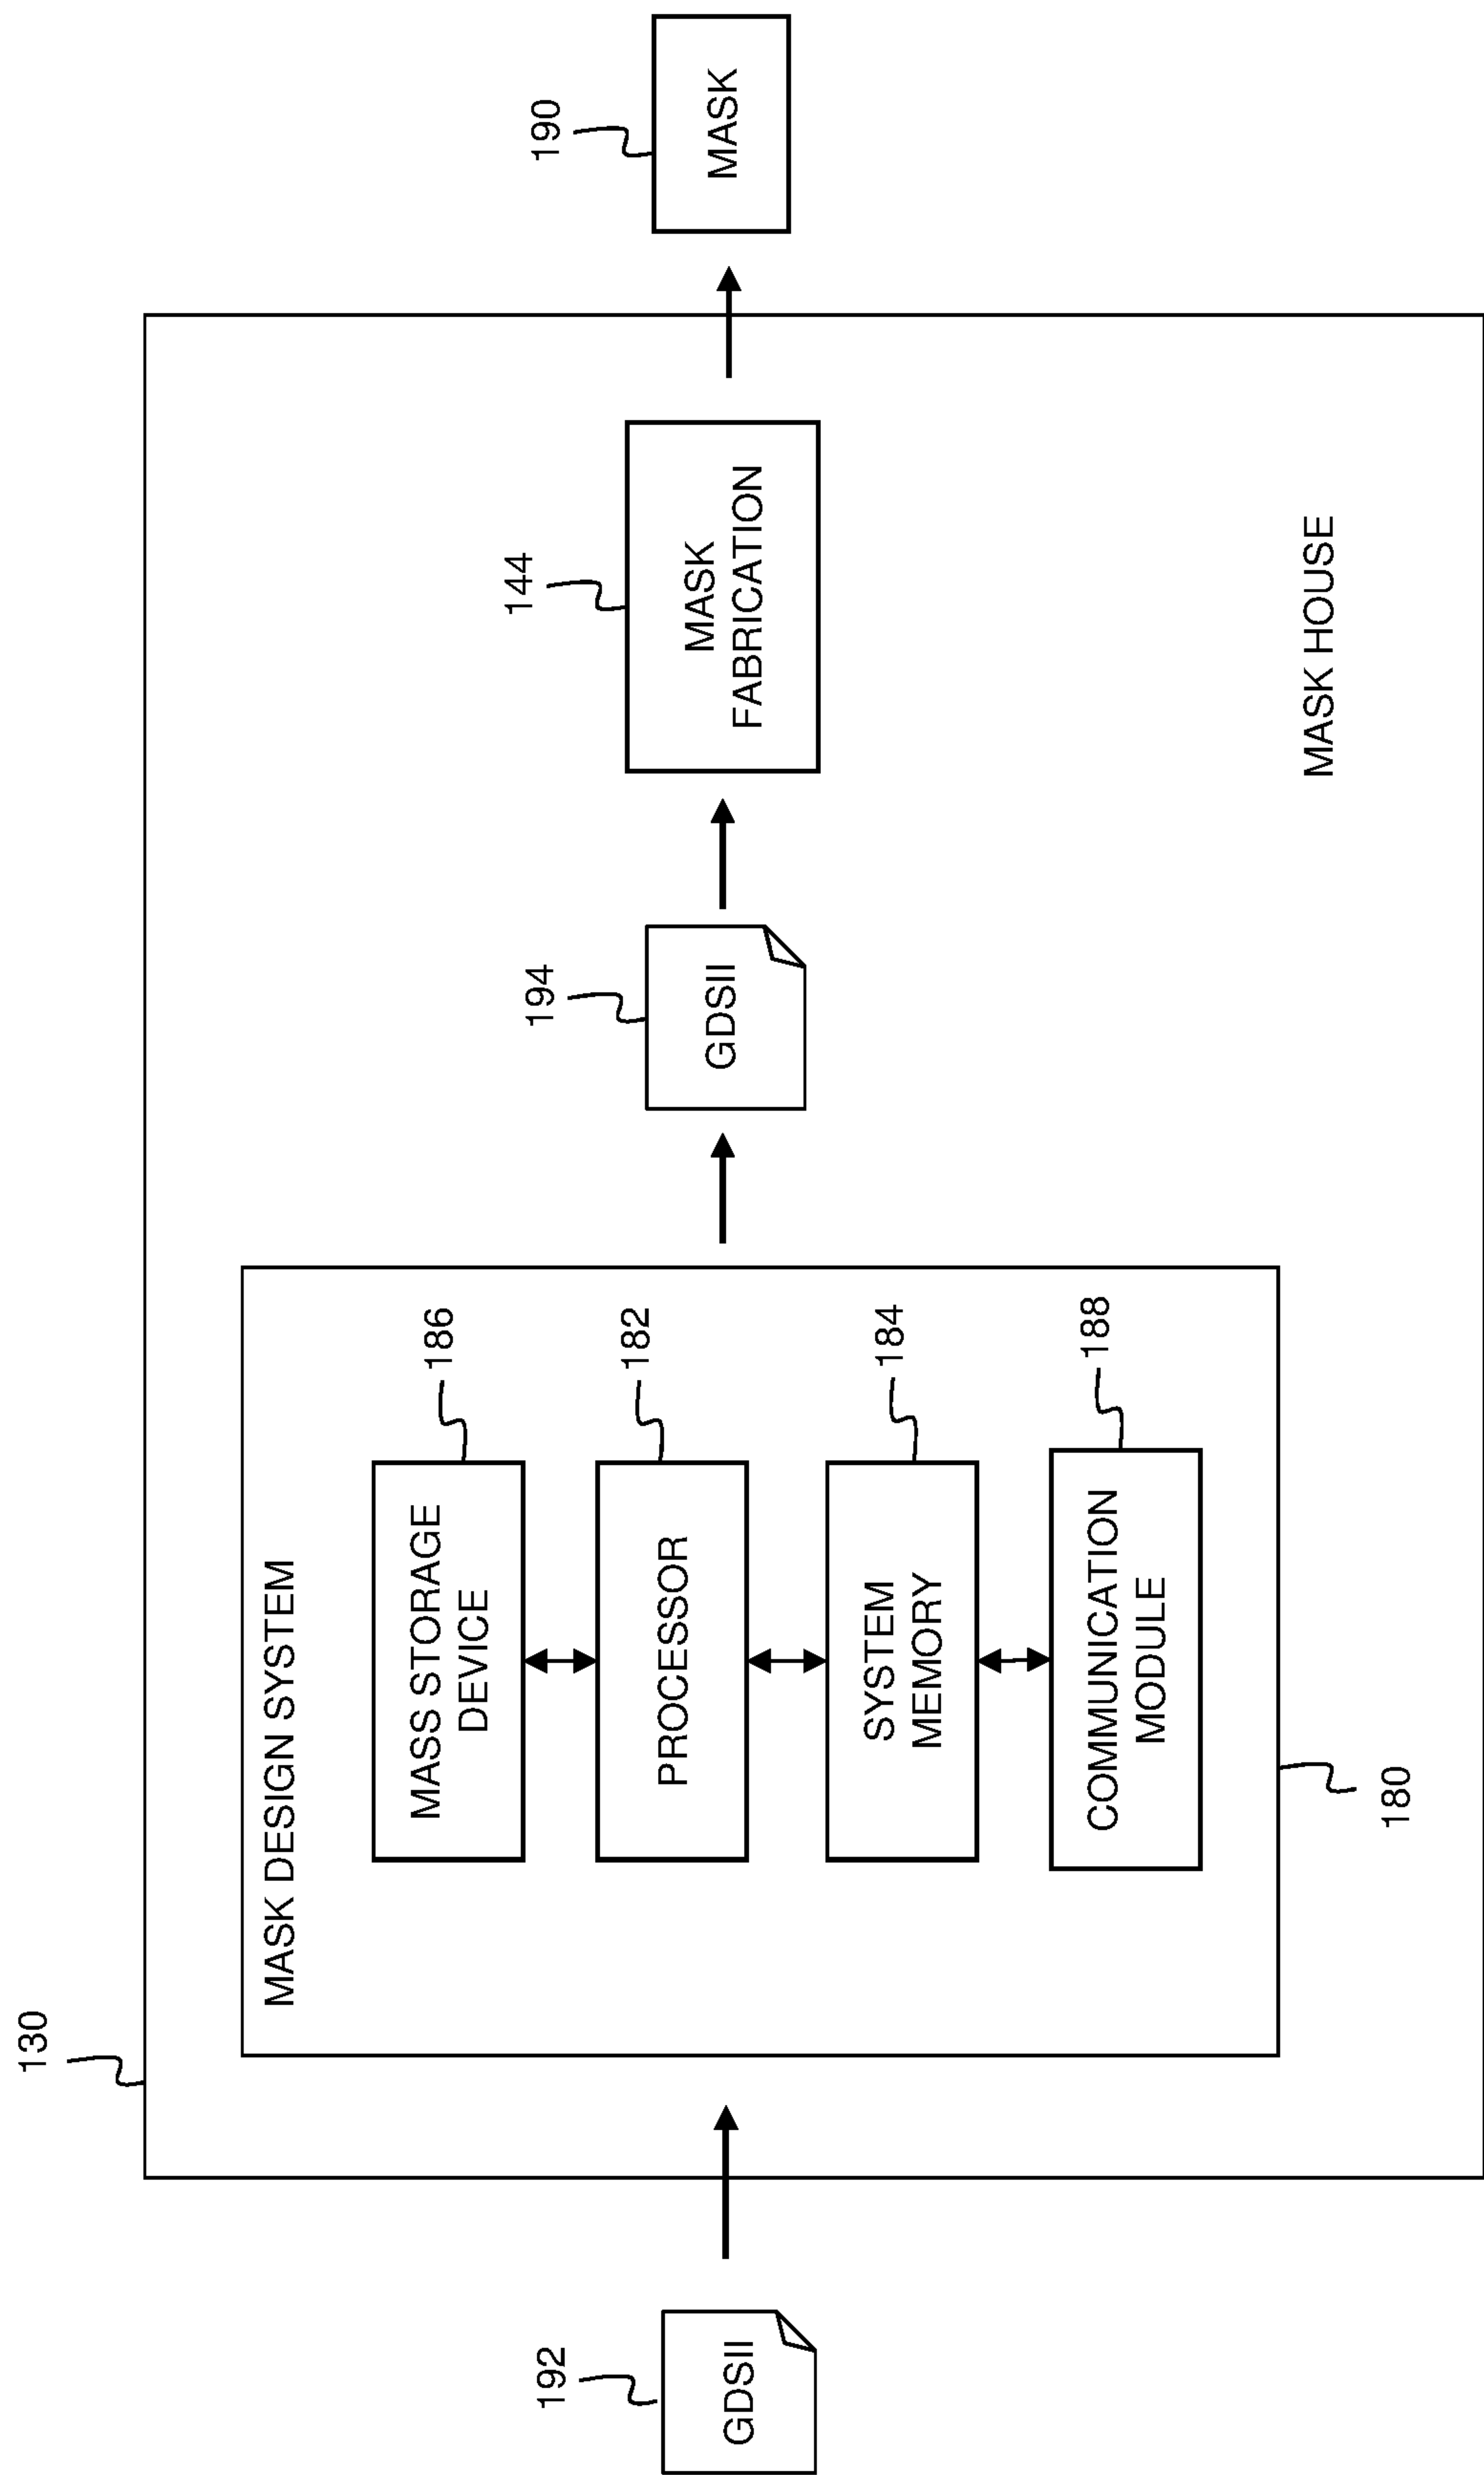 130
MASK DESIGN SYSTEM
192
GDSII
MASS STORAGE
DEVICE
186
PROCESSOR
182
SYSTEM
MEMORY
184
COMMUNICATION
MODULE
188
180
194
GDSII
144
MASK
FABRICATION
MASK HOUSE
190
MASK